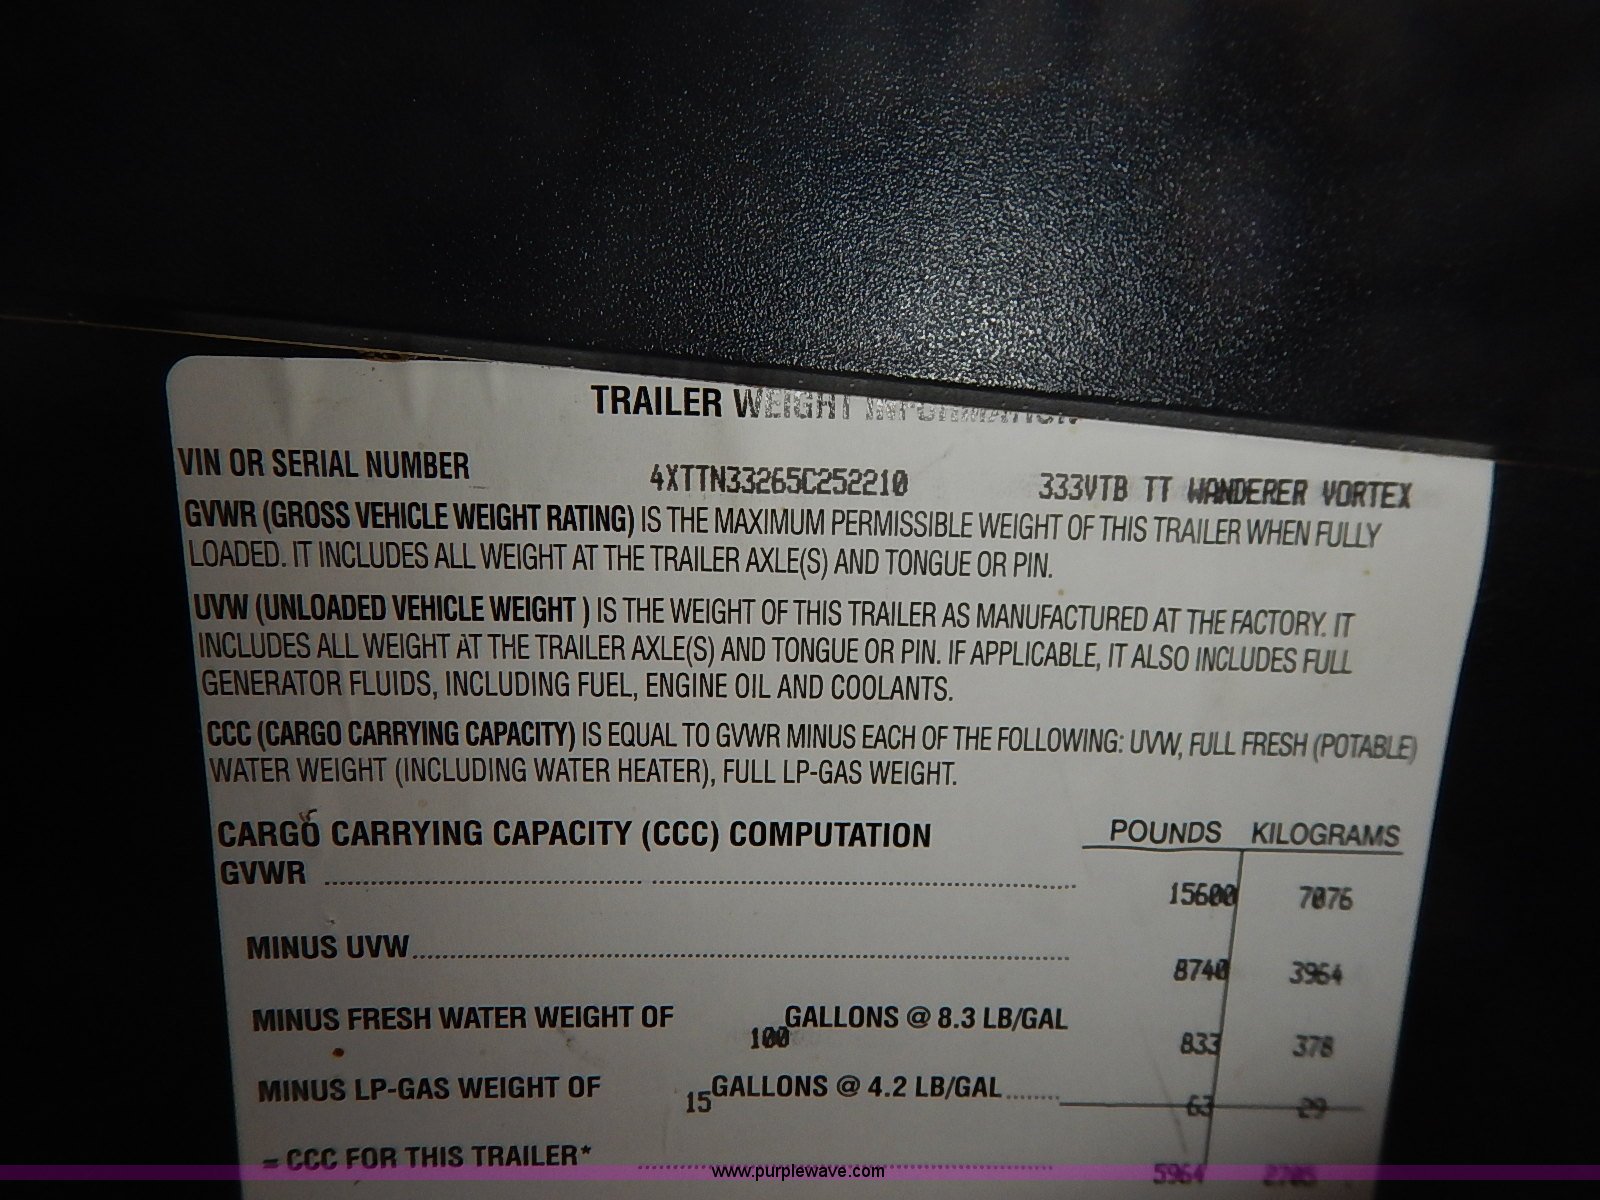 TRAILER WEIGHT INFORMATION
VIN OR SERIAL NUMBER 4XTTN33265C252210 333VTB TT WANDERER VORTEX
GVWR (GROSS VEHICLE WEIGHT RATING) IS THE MAXIMUM PERMISSIBLE WEIGHT OF THIS TRAILER WHEN FULLY
LOADED. IT INCLUDES ALL WEIGHT AT THE TRAILER AXLE(S) AND TONGUE OR PIN.
UVW (UNLOADED VEHICLE WEIGHT ) IS THE WEIGHT OF THIS TRAILER AS MANUFACTURED AT THE FACTORY. IT
INCLUDES ALL WEIGHT AT THE TRAILER AXLE(S) AND TONGUE OR PIN. IF APPLICABLE, IT ALSO INCLUDES FULL
GENERATOR FLUIDS, INCLUDING FUEL, ENGINE OIL AND COOLANTS.
CCC (CARGO CARRYING CAPACITY) IS EQUAL TO GVWR MINUS EACH OF THE FOLLOWING: UVW, FULL FRESH (POTABLE)
WATER WEIGHT (INCLUDING WATER HEATER), FULL LP-GAS WEIGHT.
CARGO CARRYING CAPACITY (CCC) COMPUTATION POUNDS KILOGRAMS
GVWR 15600 7076
MINUS UVW 8740 3964
MINUS FRESH WATER WEIGHT OF 100 GALLONS @ 8.3 LB/GAL 833 378
MINUS LP-GAS WEIGHT OF 15 GALLONS @ 4.2 LB/GAL 63 29
= CCC FOR THIS TRAILER* 5964 2705
www.purplewave.com